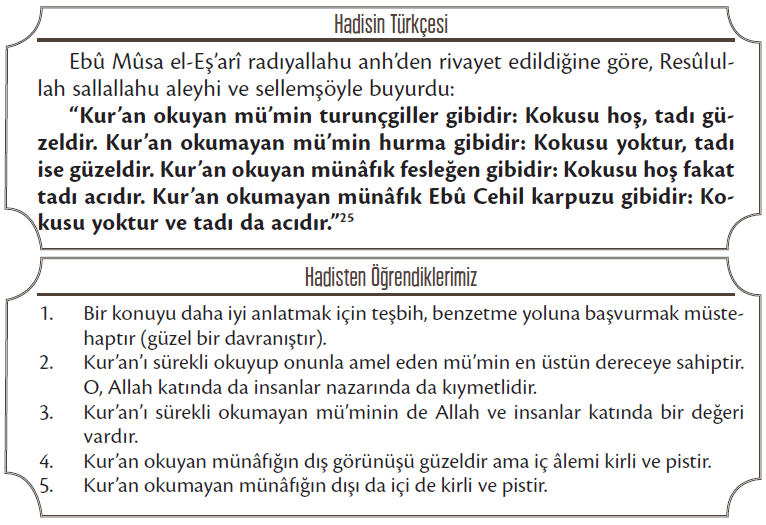 Hadisin Türkçesi
Ebû Mûsa el-Eş’arî radıyallahu anh’den rivayet edildiğine göre, Resûlul-
lah sallallahu aleyhi ve sellemşöyle buyurdu:
“Kur’an okuyan mü’min turunçgiller gibidir: Kokusu hoş, tadı gü-
zeldir. Kur’an okumayan mü’min hurma gibidir: Kokusu yoktur, tadı
ise güzeldir. Kur’an okuyan münâfık fesleğen gibidir: Kokusu hoş fakat
tadı acıdır. Kur’an okumayan münâfık Ebû Cehil karpuzu gibidir: Ko-
kusu yoktur ve tadı da acıdır.”25
Hadisten Öğrendiklerimiz
1. Bir konuyu daha iyi anlatmak için teşbih, benzetme yoluna başvurmak müste-
haptır (güzel bir davranıştır).
2. Kur’an’ı sürekli okuyup onunla amel eden mü’min en üstün dereceye sahiptir.
O, Allah katında da insanlar nazarında da kıymetlidir.
3. Kur’an’ı sürekli okumayan mü’minin de Allah ve insanlar katında bir değeri
vardır.
4. Kur’an okuyan münâfığın dış görünüşü güzeldir ama iç âlemi kirli ve pistir.
5. Kur’an okumayan münâfığın dışı da içi de kirli ve pistir.